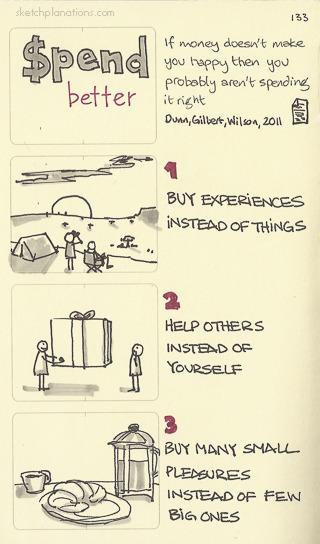 sketchplanations.com
133
$pend
better
If money doesn't make
you happy then you
probably aren't spending
it right
Dunn, Gilbert, Wilson, 2011
1
BUY EXPERIENCES
INSTEAD OF THINGS
2
HELP OTHERS
INSTEAD OF
YOURSELF
3
BUY MANY SMALL
PLEASURES
INSTEAD OF FEW
BIG ONES